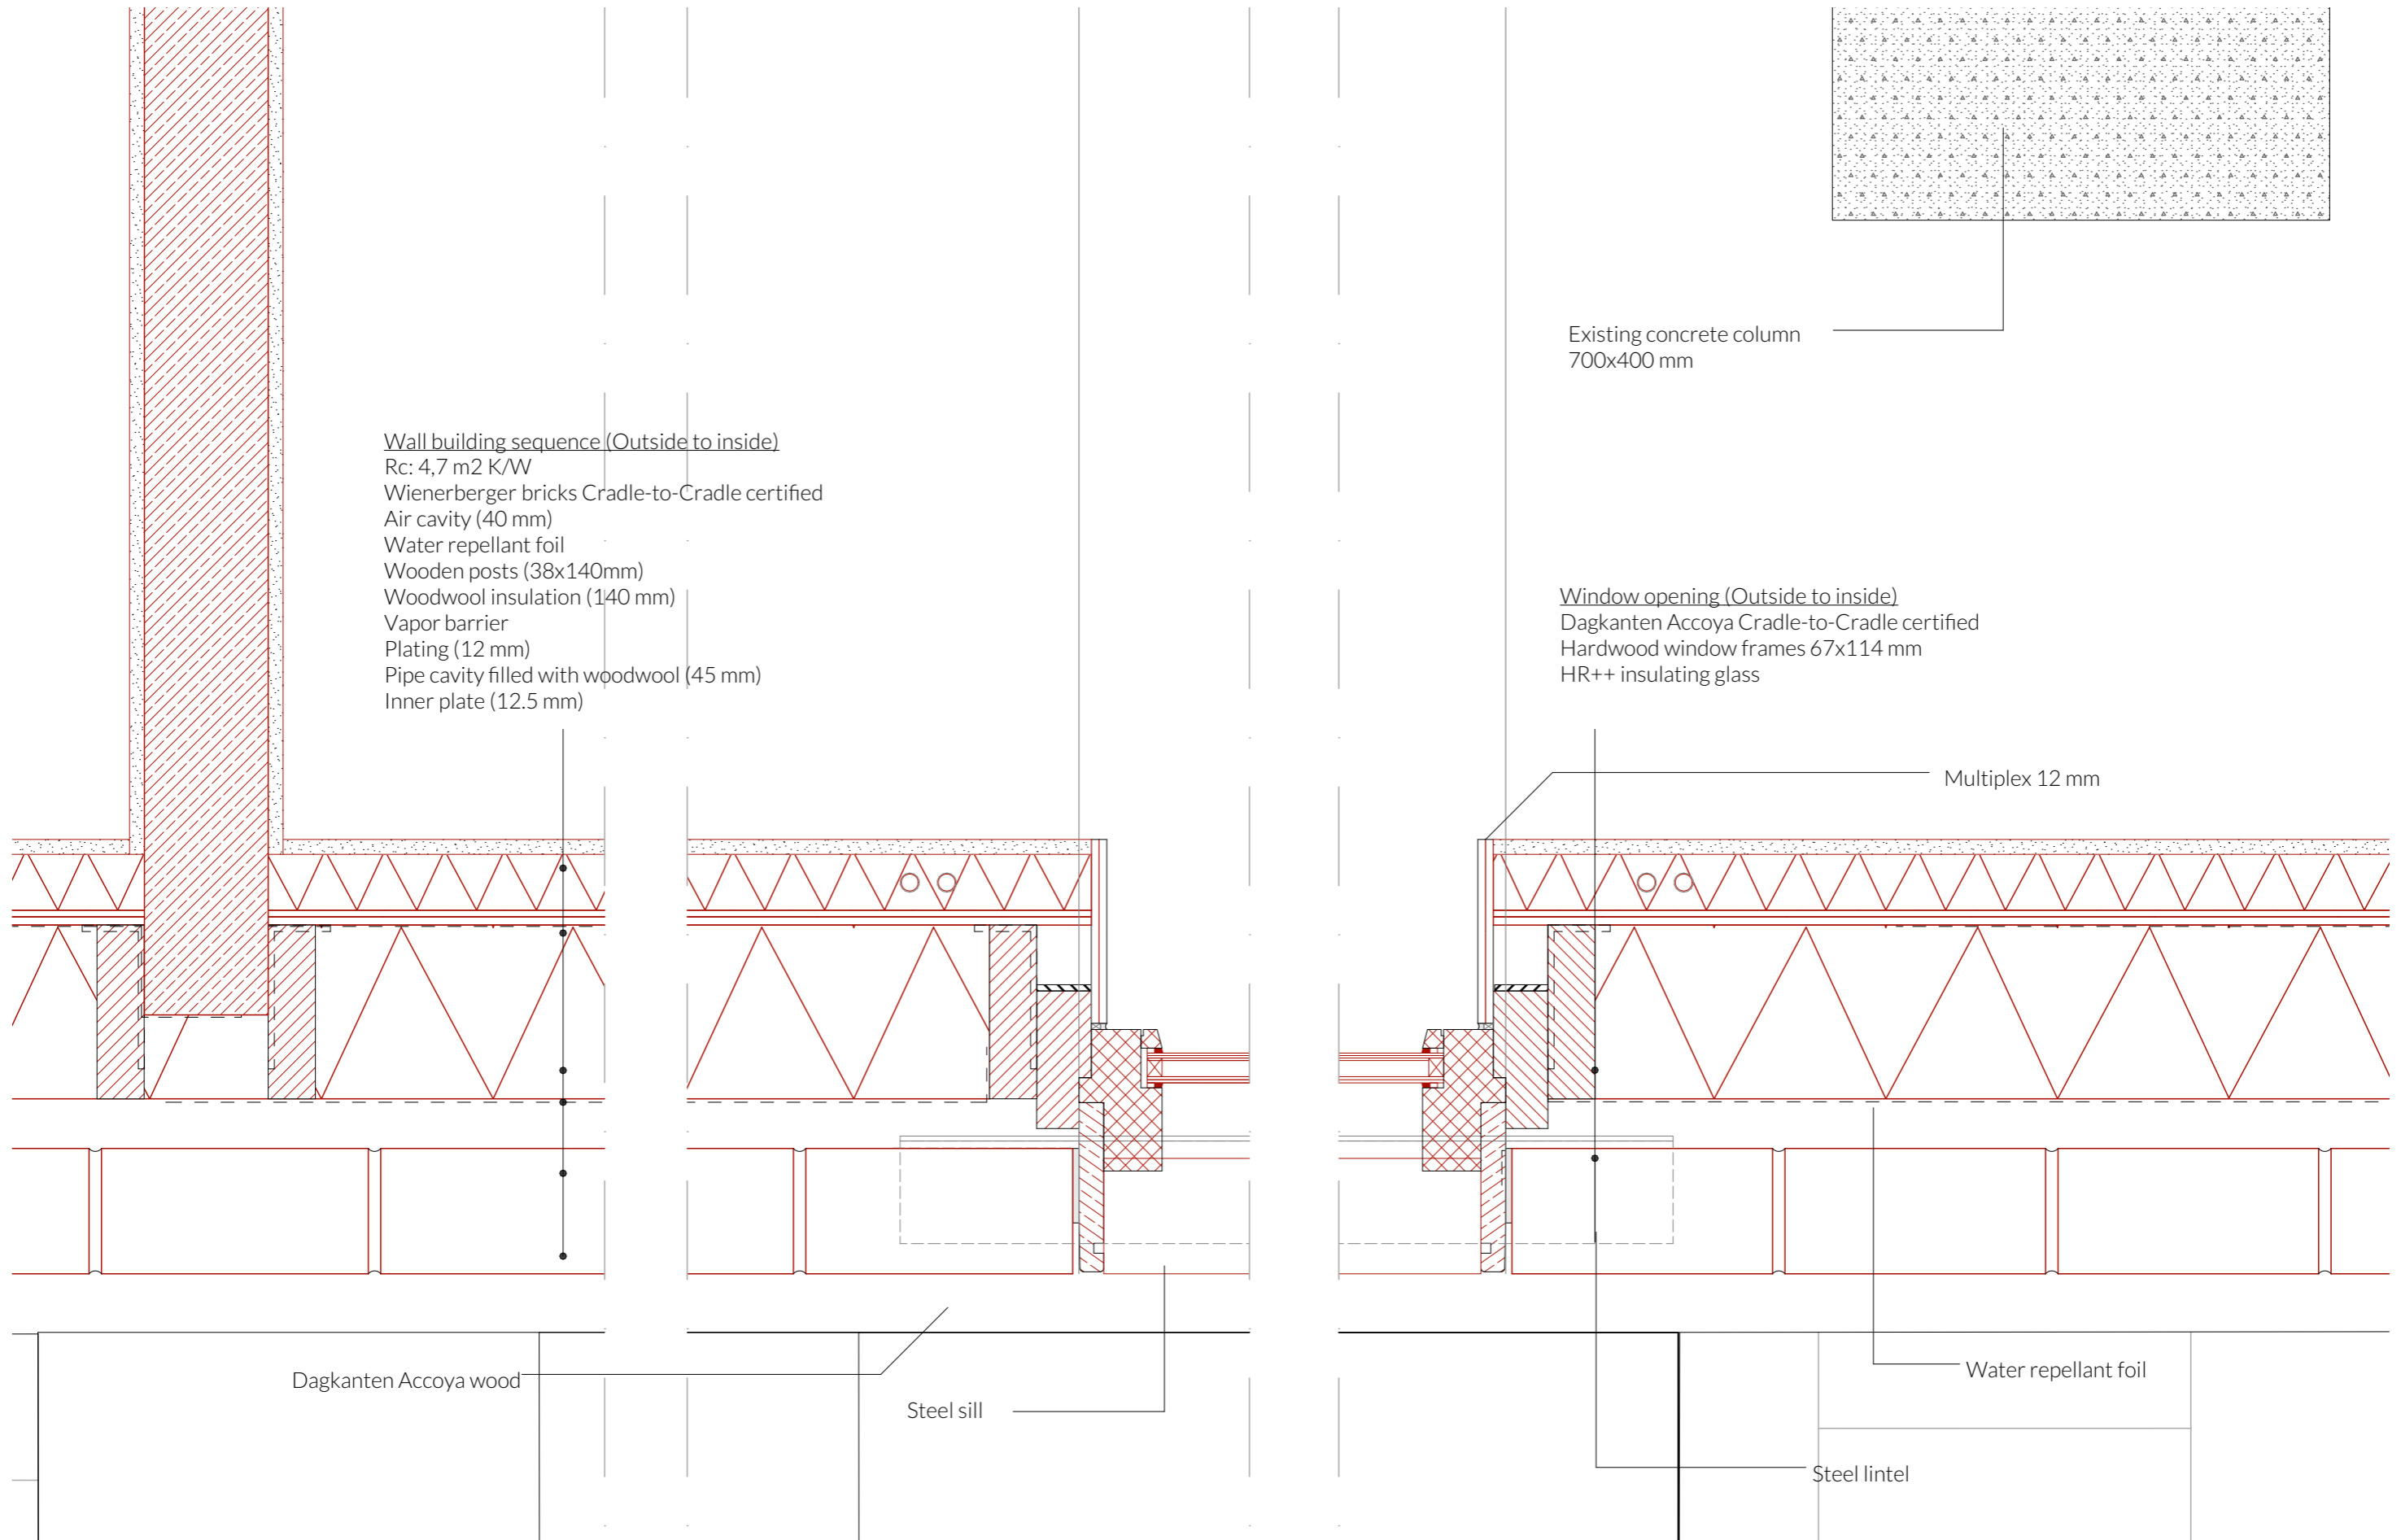 Existing concrete column
700x400 mm
Wall building sequence (Outside to inside)
Rc: 4,7 m2 K/W
Wienerberger bricks Cradle-to-Cradle certified
Air cavity (40 mm)
Water repellant foil
Wooden posts (38x140mm)
Woodwool insulation (140 mm)
Vapor barrier
Plating (12 mm)
Pipe cavity filled with woodwool (45 mm)
Inner plate (12.5 mm)
Window opening (Outside to inside)
Dagkanten Accoya Cradle-to-Cradle certified
Hardwood window frames 67x114 mm
HR++ insulating glass
Multiplex 12 mm
Dagkanten Accoya wood
Steel sill
Water repellant foil
Steel lintel